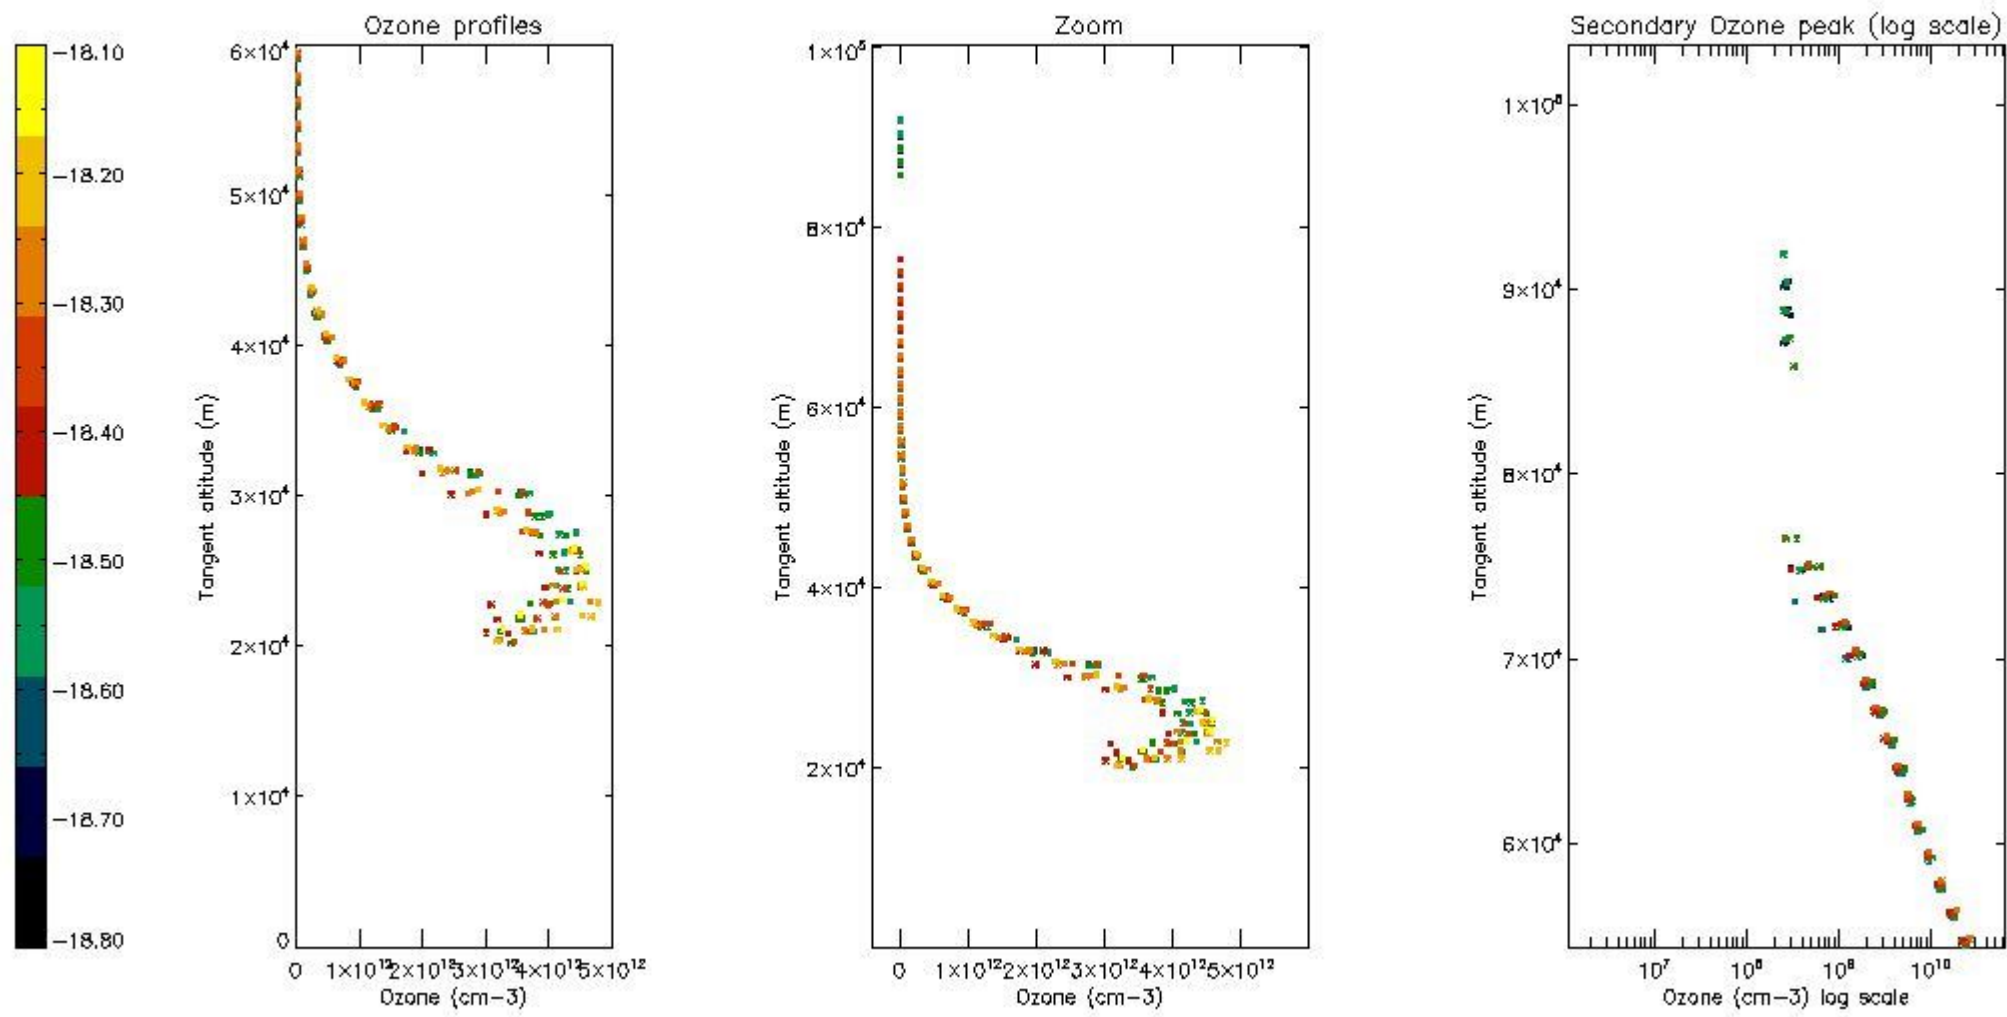 Ozone profiles
Zoom
Secondary Ozone peak (log scale)
−18.10
−18.20
−18.30
−18.40
−18.50
−18.60
−18.70
−18.80
6×10⁴
5×10⁴
4×10⁴
3×10⁴
2×10⁴
1×10⁴
0
Tangent altitude (m)
0 1×10¹² 2×10¹² 3×10¹² 4×10¹² 5×10¹²
Ozone (cm−3)
1×10⁵
8×10⁴
6×10⁴
4×10⁴
2×10⁴
Tangent altitude (m)
0 1×10¹² 2×10¹² 3×10¹² 4×10¹² 5×10¹²
Ozone (cm−3)
9×10⁴
8×10⁴
7×10⁴
6×10⁴
Tangent altitude (m)
10⁷ 10¹⁰
Ozone (cm−3) log scale